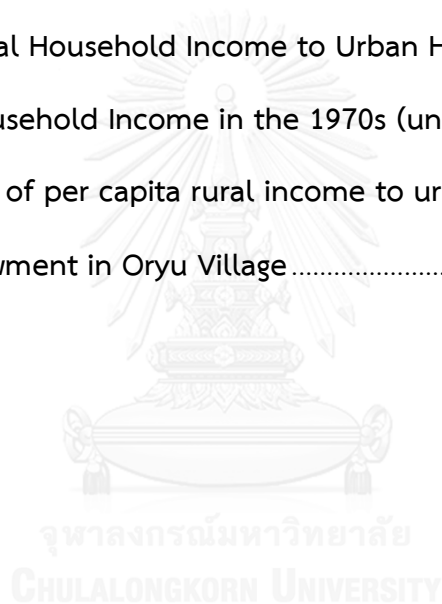 al Household Income to Urban H
usehold Income in the 1970s (un
of per capita rural income to ur
wment in Oryu Village......................
จุฬาลงกรณ์มหาวิทยาลัย
CHULALONGKORN UNIVERSITY